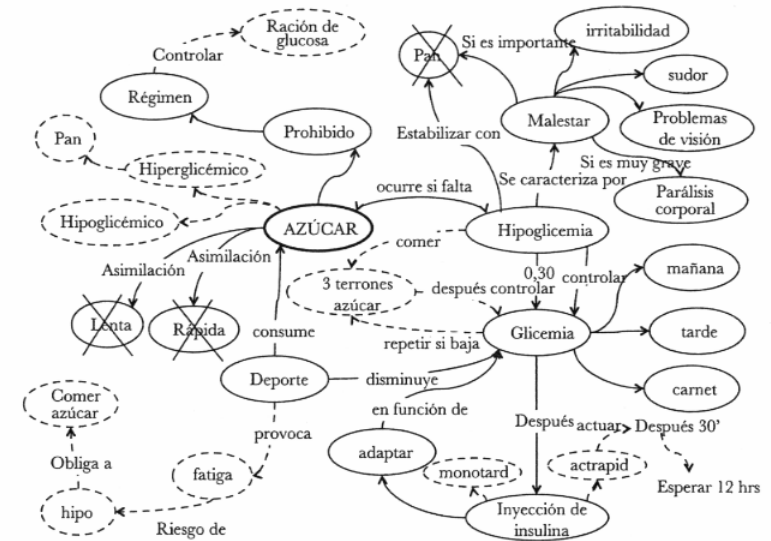 Ración de
glucosa
Controlar
Régimen
Prohibido
Pan
Hiperglicémico
Hipoglicémico
AZÚCAR
Asimilación
Asimilación
Lenta
Rápida
consume
Deporte
provoca
fatiga
Riesgo de
hipo
Obliga a
Comer
azúcar
Pan
Si es importante
irritabilidad
sudor
Problemas
de visión
Malestar
Estabilizar con
Si es muy grave
Se caracteriza por
Parálisis
corporal
ocurre si falta
Hipoglicemia
comer
3 terrones
azúcar
después controlar
0,30
controlar
repetir si baja
Glicemia
mañana
tarde
carnet
disminuye
en función de
adaptar
Después
actuar
Después 30’
Esperar 12 hrs
monotard
actrapid
Inyección de
insulina